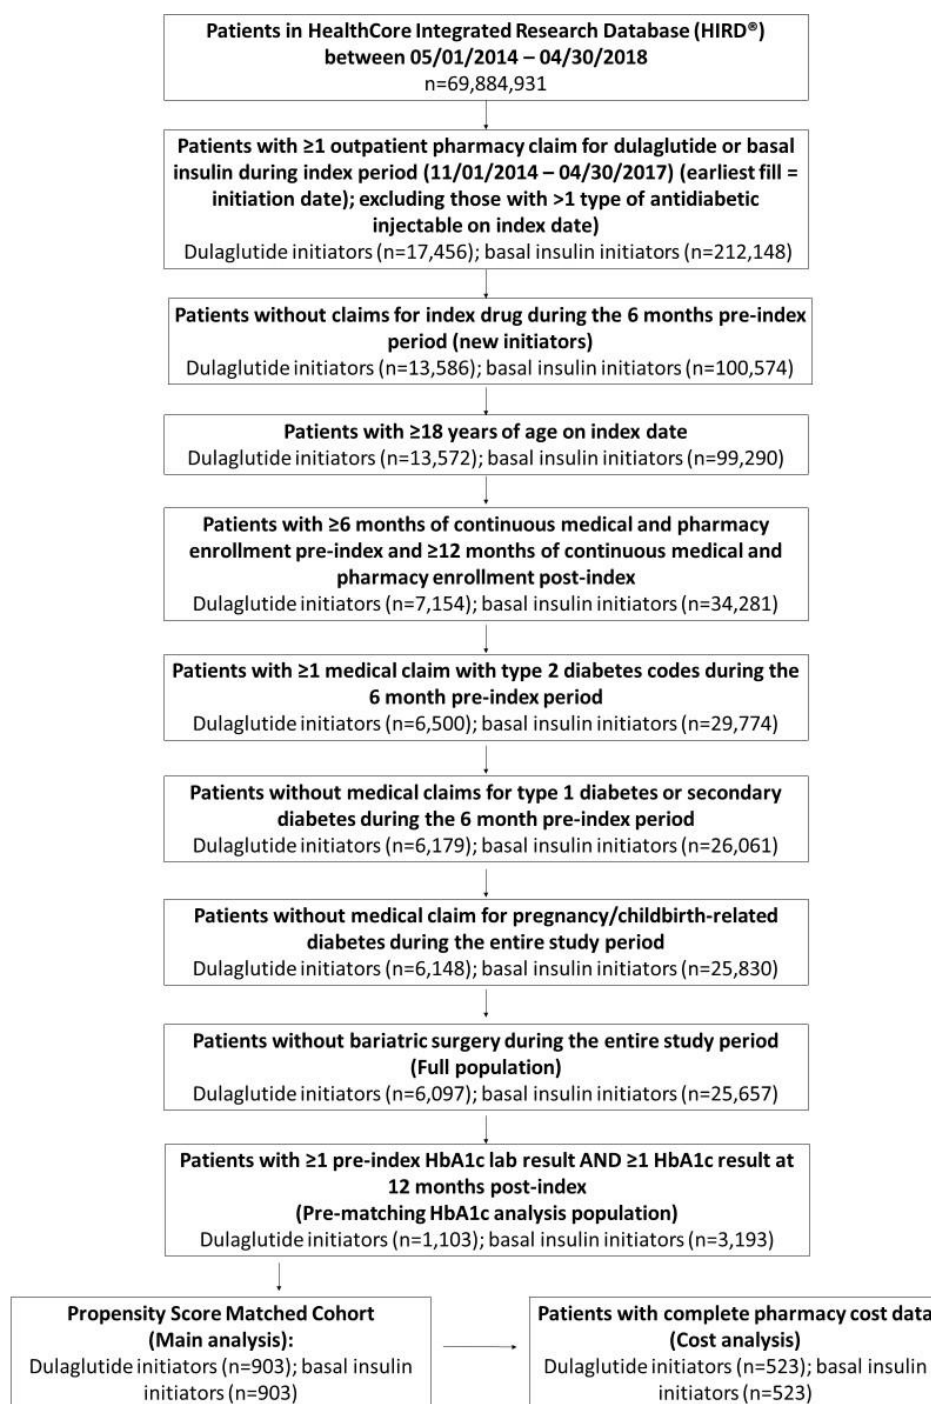 Patients in HealthCore Integrated Research Database (HIRD®)
between 05/01/2014 – 04/30/2018
n=69,884,931
Patients with ≥1 outpatient pharmacy claim for dulaglutide or basal
insulin during index period (11/01/2014 – 04/30/2017) (earliest fill =
initiation date); excluding those with >1 type of antidiabetic
injectable on index date)
Dulaglutide initiators (n=17,456); basal insulin initiators (n=212,148)
Patients without claims for index drug during the 6 months pre-index
period (new initiators)
Dulaglutide initiators (n=13,586); basal insulin initiators (n=100,574)
Patients with ≥18 years of age on index date
Dulaglutide initiators (n=13,572); basal insulin initiators (n=99,290)
Patients with ≥6 months of continuous medical and pharmacy
enrollment pre-index and ≥12 months of continuous medical and
pharmacy enrollment post-index
Dulaglutide initiators (n=7,154); basal insulin initiators (n=34,281)
Patients with ≥1 medical claim with type 2 diabetes codes during the
6 month pre-index period
Dulaglutide initiators (n=6,500); basal insulin initiators (n=29,774)
Patients without medical claims for type 1 diabetes or secondary
diabetes during the 6 month pre-index period
Dulaglutide initiators (n=6,179); basal insulin initiators (n=26,061)
Patients without medical claim for pregnancy/childbirth-related
diabetes during the entire study period
Dulaglutide initiators (n=6,148); basal insulin initiators (n=25,830)
Patients without bariatric surgery during the entire study period
(Full population)
Dulaglutide initiators (n=6,097); basal insulin initiators (n=25,657)
Patients with ≥1 pre-index HbA1c lab result AND ≥1 HbA1c result at
12 months post-index
(Pre-matching HbA1c analysis population)
Dulaglutide initiators (n=1,103); basal insulin initiators (n=3,193)
Propensity Score Matched Cohort
(Main analysis):
Dulaglutide initiators (n=903); basal insulin
initiators (n=903)
Patients with complete pharmacy cost data
(Cost analysis)
Dulaglutide initiators (n=523); basal insulin
initiators (n=523)